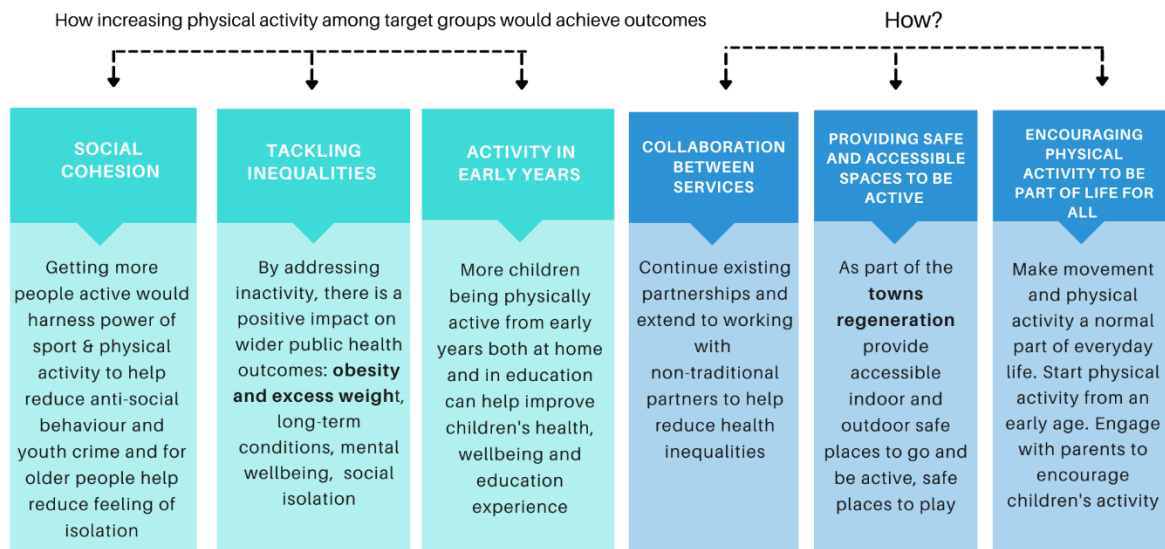 How increasing physical activity among target groups would achieve outcomes
How?
SOCIAL
COHESION
Getting more
people active would
harness power of
sport & physical
activity to help
reduce anti-social
behaviour and
youth crime and for
older people help
reduce feeling of
isolation
TACKLING
INEQUALITIES
By addressing
inactivity, there is a
positive impact on
wider public health
outcomes: obesity
and excess weight,
long-term
conditions, mental
wellbeing, social
isolation
ACTIVITY IN
EARLY YEARS
More children
being physically
active from early
years both at home
and in education
can help improve
children's health,
wellbeing and
education
experience
COLLABORATION
BETWEEN
SERVICES
Continue existing
partnerships and
extend to working
with
non-traditional
partners to help
reduce health
inequalities
PROVIDING SAFE
AND ACCESSIBLE
SPACES TO BE
ACTIVE
As part of the
towns
regeneration
provide
accessible
indoor and
outdoor safe
places to go and
be active, safe
places to play
ENCOURAGING
PHYSICAL
ACTIVITY TO BE
PART OF LIFE FOR
ALL
Make movement
and physical
activity a normal
part of everyday
life. Start physical
activity from an
early age. Engage
with parents to
encourage
children's activity